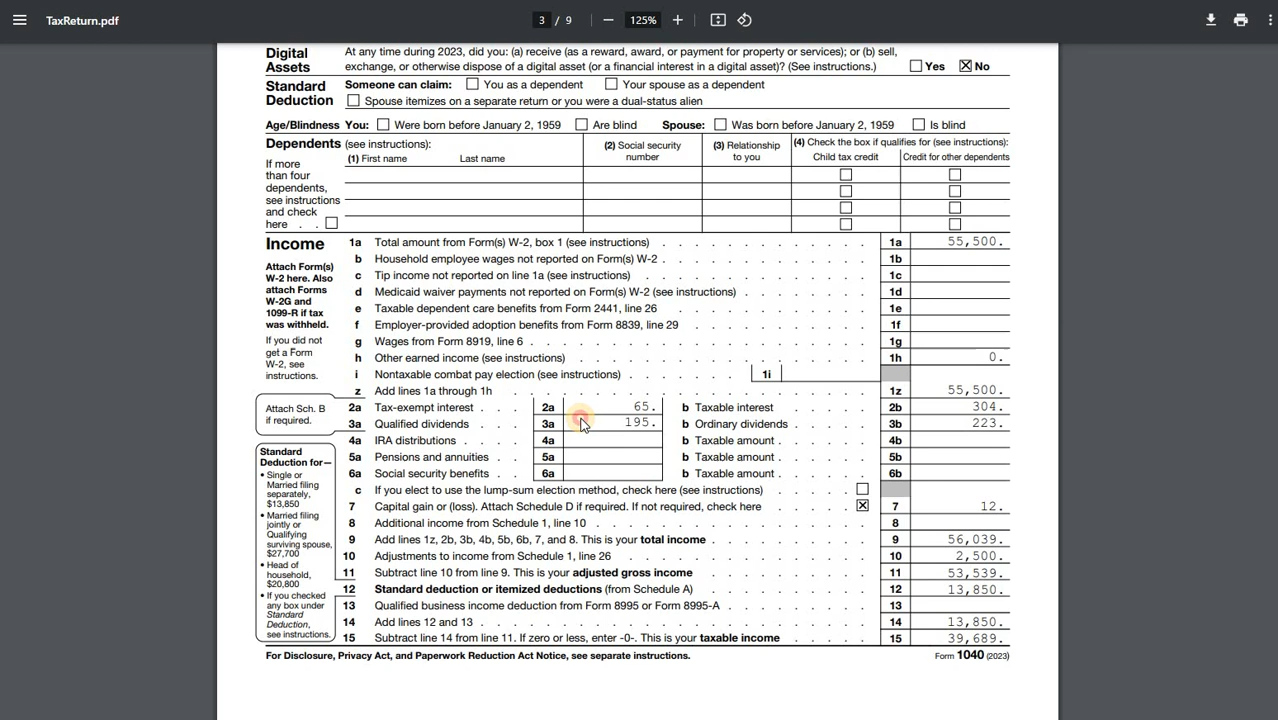 TaxReturn.pdf 3 / 9 125%
Digital Assets At any time during 2023, did you: (a) receive (as a reward, award, or payment for property or services); or (b) sell,
exchange, or otherwise dispose of a digital asset (or a financial interest in a digital asset)? (See instructions.) Yes X No
Standard Deduction Someone can claim: You as a dependent Your spouse as a dependent
Spouse itemizes on a separate return or you were a dual-status alien
Age/Blindness You: Were born before January 2, 1959 Are blind Spouse: Was born before January 2, 1959 Is blind
Dependents (see instructions): (2) Social security number (3) Relationship to you (4) Check the box if qualifies for (see instructions):
(1) First name Last name Child tax credit Credit for other dependents
If more
than four
dependents,
see instructions
and check
here . .
Income 1a Total amount from Form(s) W-2, box 1 (see instructions) 1a 55,500.
b Household employee wages not reported on Form(s) W-2 1b
c Tip income not reported on line 1a (see instructions) 1c
d Medicaid waiver payments not reported on Form(s) W-2 (see instructions) 1d
e Taxable dependent care benefits from Form 2441, line 26 1e
f Employer-provided adoption benefits from Form 8839, line 29 1f
g Wages from Form 8919, line 6 1g
h Other earned income (see instructions) 1h 0.
i Nontaxable combat pay election (see instructions) 1i
z Add lines 1a through 1h 1z 55,500.
Attach Form(s)
W-2 here. Also
attach Forms
W-2G and
1099-R if tax
was withheld.
If you did not
get a Form
W-2, see
instructions.
2a Tax-exempt interest 2a 65. b Taxable interest 2b 304.
3a Qualified dividends 3a 195. b Ordinary dividends 3b 223.
4a IRA distributions 4a b Taxable amount 4b
5a Pensions and annuities 5a b Taxable amount 5b
6a Social security benefits 6a b Taxable amount 6b
c If you elect to use the lump-sum election method, check here (see instructions)
7 Capital gain or (loss). Attach Schedule D if required. If not required, check here X 7 12.
8 Additional income from Schedule 1, line 10 8
9 Add lines 1z, 2b, 3b, 4b, 5b, 6b, 7, and 8. This is your total income 9 56,039.
10 Adjustments to income from Schedule 1, line 26 10 2,500.
11 Subtract line 10 from line 9. This is your adjusted gross income 11 53,539.
12 Standard deduction or itemized deductions (from Schedule A) 12 13,850.
13 Qualified business income deduction from Form 8995 or Form 8995-A 13
14 Add lines 12 and 13 14 13,850.
15 Subtract line 14 from line 11. If zero or less, enter -0-. This is your taxable income 15 39,689.
Attach Sch. B
if required.
Standard
Deduction for—
• Single or
Married filing
separately,
$13,850
• Married filing
jointly or
Qualifying
surviving spouse,
$27,700
• Head of
household,
$20,800
• If you checked
any box under
Standard
Deduction,
see instructions.
For Disclosure, Privacy Act, and Paperwork Reduction Act Notice, see separate instructions. Form 1040 (2023)